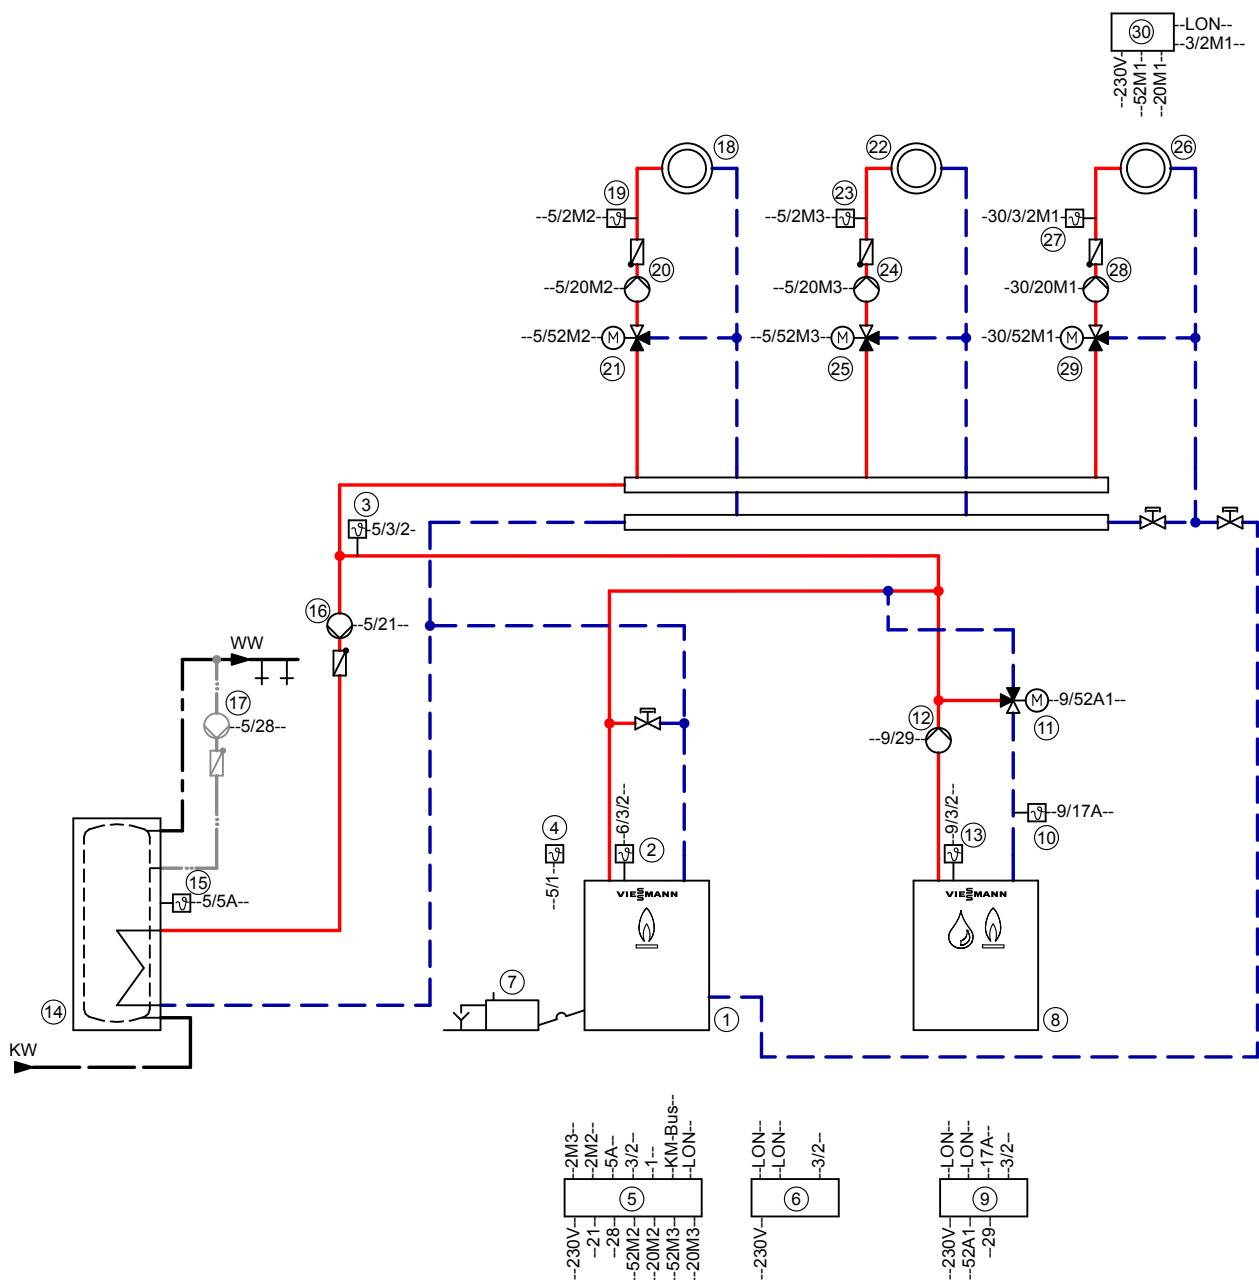 30
--LON--
--3/2M1--
--230V--
--52M1--
--20M1--
18
22
26
19
23
27
--5/2M2--
--5/2M3--
-30/3/2M1-
20
24
28
--5/20M2--
--5/20M3--
-30/20M1-
--5/52M2--
M
--5/52M3--
M
-30/52M1-
M
21
25
29
3
-5/3/2-
16
--5/21--
WW
17
--5/28--
M
--9/52A1--
11
12
--9/29--
4
--5/1--
--6/3/2--
2
--9/3/2--
13
--9/17A--
10
15
--5/5A--
VIESSMANN
VIESSMANN
7
14
1
8
KW
--2M3--
--2M2--
--5A--
--3/2--
--1--
--KM-Bus--
--LON--
5
--230V--
--21--
--28--
--52M2--
--20M2--
--52M3--
--20M3--
--LON--
--LON--
--3/2--
6
--230V--
--LON--
--LON--
--17A--
--3/2--
9
--230V--
--52A1--
--29--